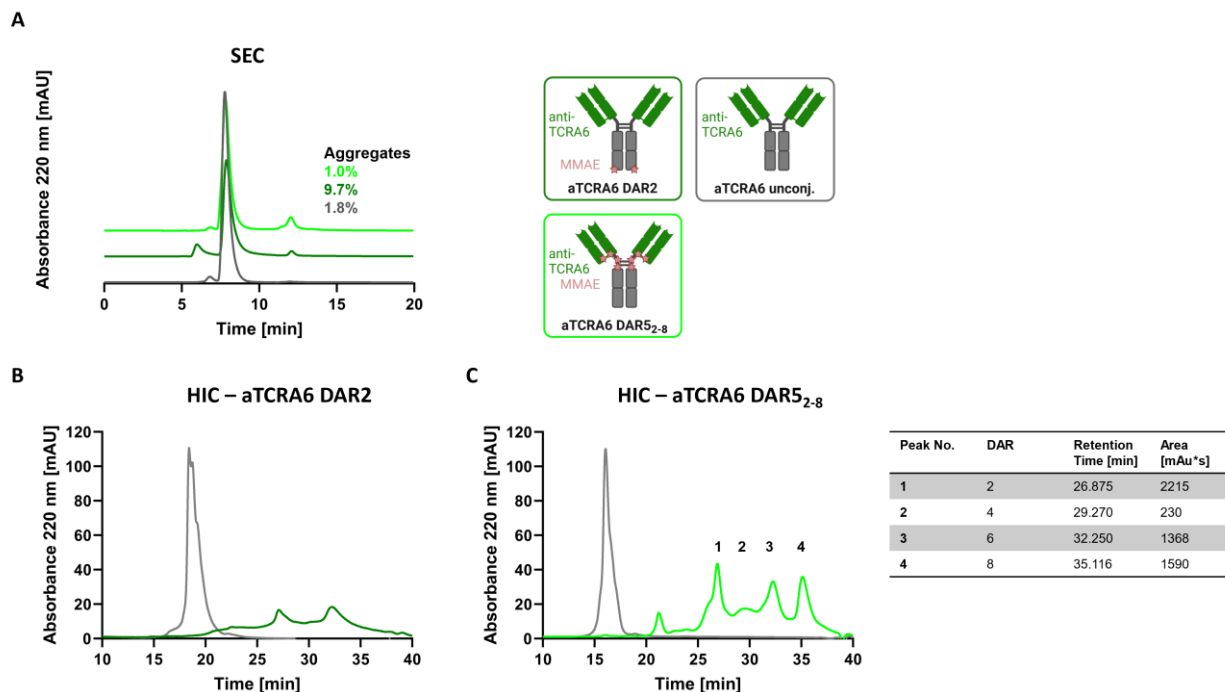 A
SEC
Absorbance 220 nm [mAU]
Aggregates
1.0%
9.7%
1.8%
0 5 10 15 20
Time [min]
anti-
TCRA6
MMAE
aTCRA6 DAR2
anti-
TCRA6
aTCRA6 unconj.
anti-
TCRA6
MMAE
aTCRA6 DAR5₂₋₈
B
HIC – aTCRA6 DAR2
Absorbance 220 nm [mAU]
120
100
80
60
40
20
0
10 15 20 25 30 35 40
Time [min]
C
HIC – aTCRA6 DAR5₂₋₈
Absorbance 220 nm [mAU]
120
100
80
60
40
20
0
1 2 3 4
10 15 20 25 30 35 40
Time [min]
Peak No. DAR Retention Time [min] Area [mAu*s]
1 2 26.875 2215
2 4 29.270 230
3 6 32.250 1368
4 8 35.116 1590